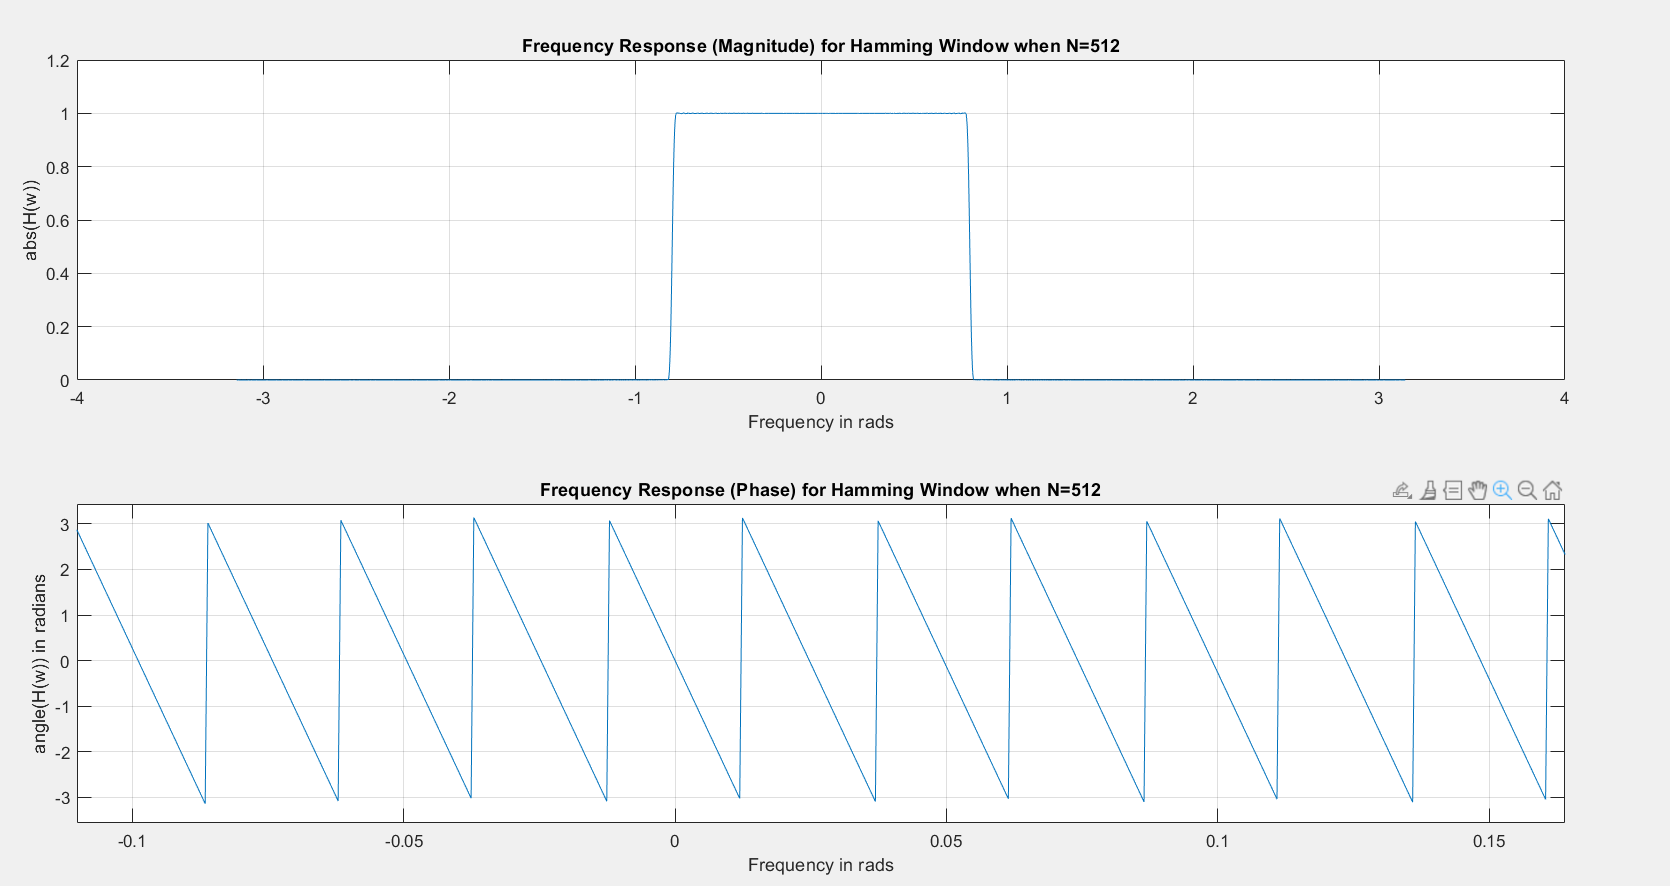 Frequency Response (Magnitude) for Hamming Window when N=512
1.2
1
0.8
0.6
0.4
0.2
0
abs(H(w))
-4 -3 -2 -1 0 1 2 3 4
Frequency in rads
Frequency Response (Phase) for Hamming Window when N=512
3
2
1
0
-1
-2
-3
angle(H(w)) in radians
-0.1 -0.05 0 0.05 0.1 0.15
Frequency in rads